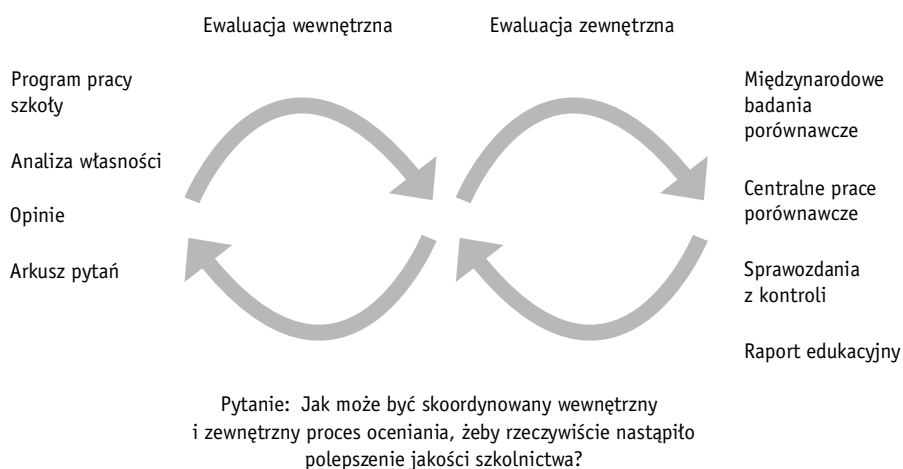 Ewaluacja wewnętrzna
Ewaluacja zewnętrzna
Program pracy
szkoły
Analiza własności
Opinie
Arkusz pytań
Międzynarodowe
badania
porównawcze
Centralne prace
porównawcze
Sprawozdania
z kontroli
Raport edukacyjny
Pytanie: Jak może być skoordynowany wewnętrzny
i zewnętrzny proces oceniania, żeby rzeczywiście nastąpiło
polepszenie jakości szkolnictwa?